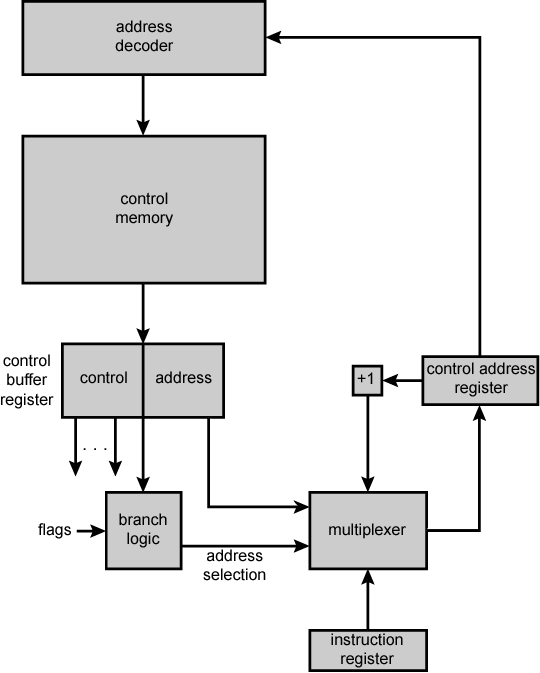 address
decoder
control
memory
control
buffer
register
control
address
. . .
+1
control address
register
flags
branch
logic
multiplexer
address
selection
instruction
register